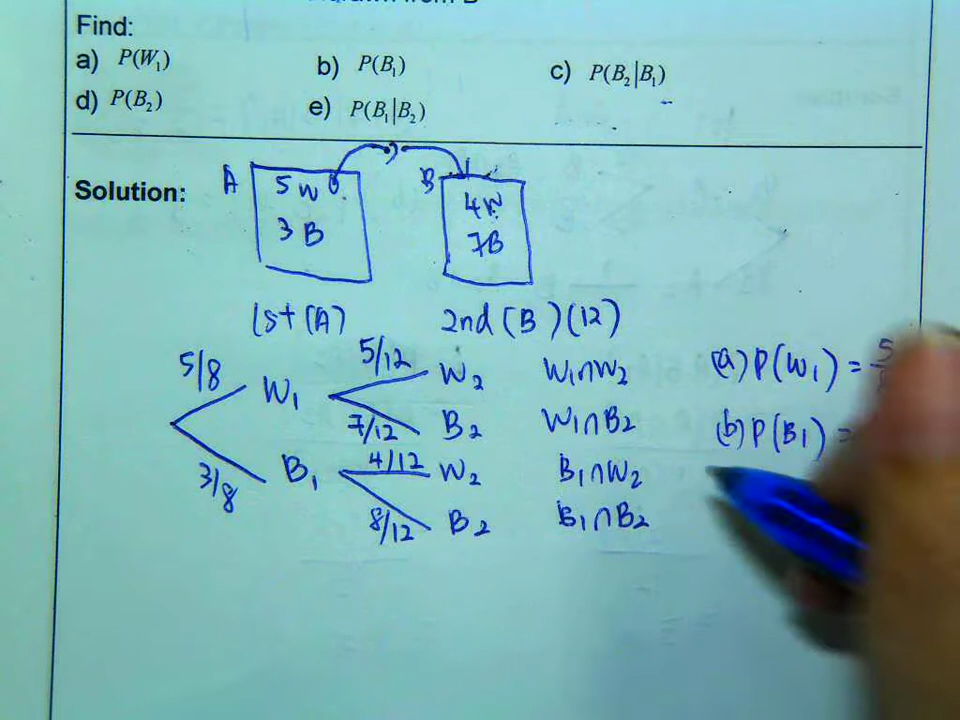 Find:
a) P(W₁) b) P(B₁) c) P(B₂|B₁)
d) P(B₂) e) P(B₁|B₂)
Solution:
A B
5 W 4W
3 B 7B
1st (A) 2nd (B) (12)
5/8 W₁ 5/12 W₂ W₁∩W₂ (a) P(W₁) = 5
7/12 B₂ W₁∩B₂ (b) P(B₁) =
3/8 B₁ 4/12 W₂ B₁∩W₂
8/12 B₂ B₁∩B₂